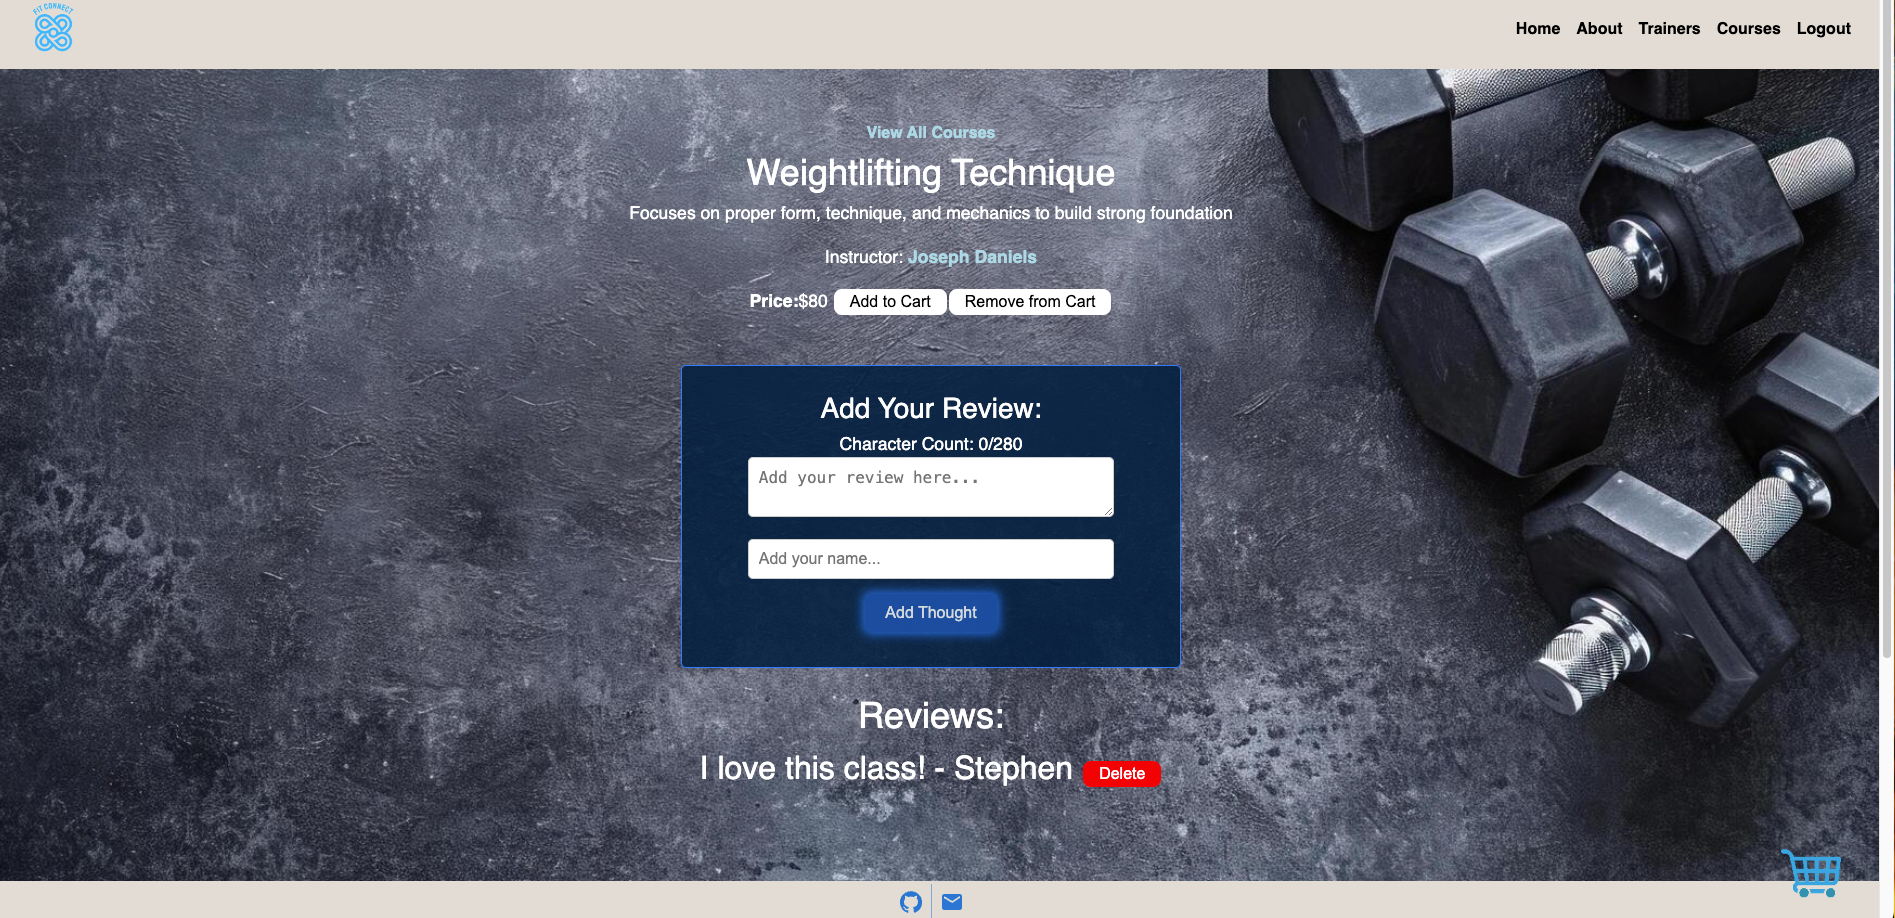 FIT CONNECT
Home About Trainers Courses Logout
View All Courses
Weightlifting Technique
Focuses on proper form, technique, and mechanics to build strong foundation
Instructor: Joseph Daniels
Price:$80 Add to Cart Remove from Cart
Add Your Review:
Character Count: 0/280
Add your review here...
Add your name...
Add Thought
Reviews:
I love this class! - Stephen Delete